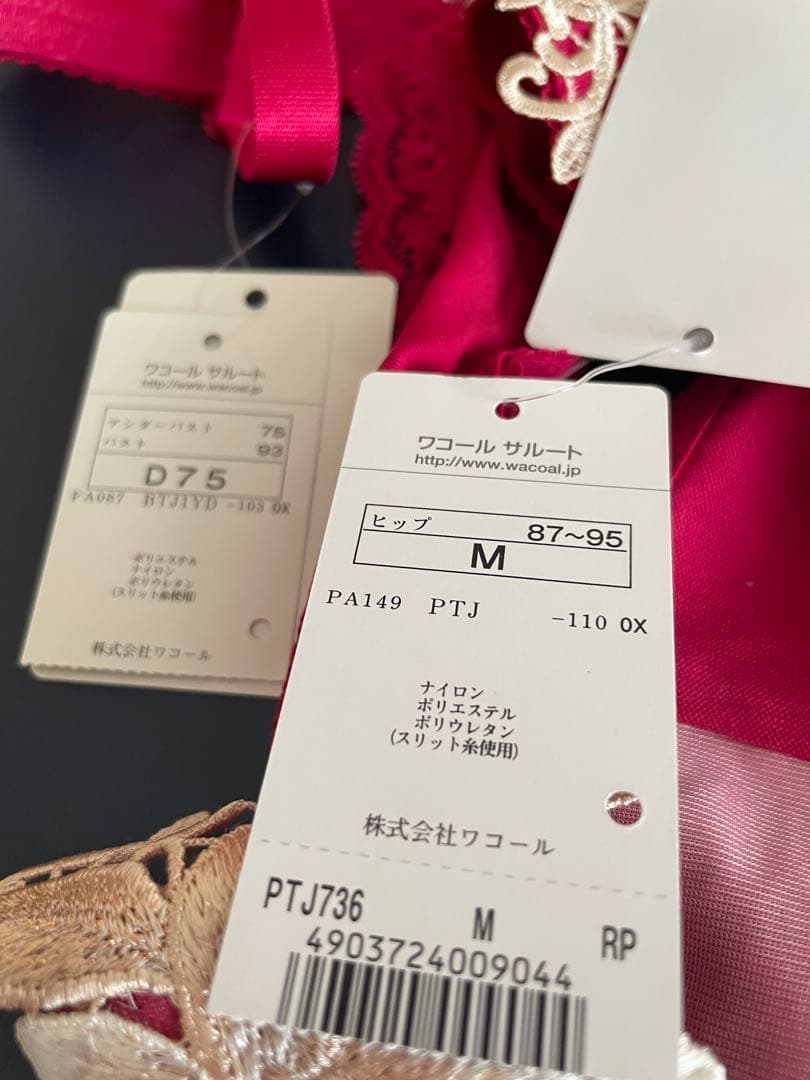 ワコール サルート
http://www.wacoal.jp
アンダーバスト 75
バスト 93
D75
BTJ1YD -103 0X
ポリエステル
ナイロン
ポリウレタン
(スリット糸使用)
株式会社ワコール
ワコール サルート
http://www.wacoal.jp
ヒップ 87~95
M
PA149 PTJ -110 0X
ナイロン
ポリエステル
ポリウレタン
(スリット糸使用)
株式会社ワコール
PTJ736 M RP
4903724009044